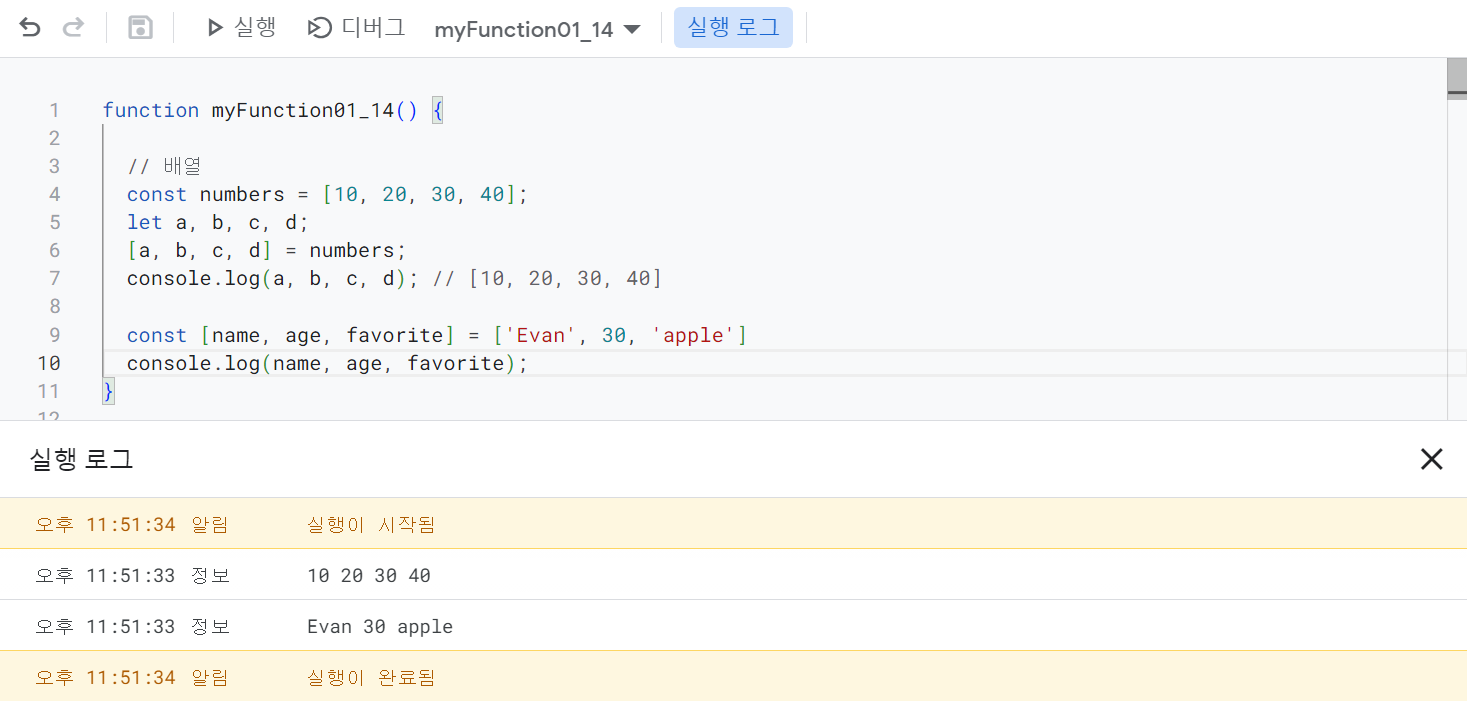 실행 디버그 myFunction01_14 실행 로그
1 function myFunction01_14() {
2
3 // 배열
4 const numbers = [10, 20, 30, 40];
5 let a, b, c, d;
6 [a, b, c, d] = numbers;
7 console.log(a, b, c, d); // [10, 20, 30, 40]
8
9 const [name, age, favorite] = ['Evan', 30, 'apple']
10 console.log(name, age, favorite);
11 }
12
실행 로그
오후 11:51:34 알림 실행이 시작됨
오후 11:51:33 정보 10 20 30 40
오후 11:51:33 정보 Evan 30 apple
오후 11:51:34 알림 실행이 완료됨